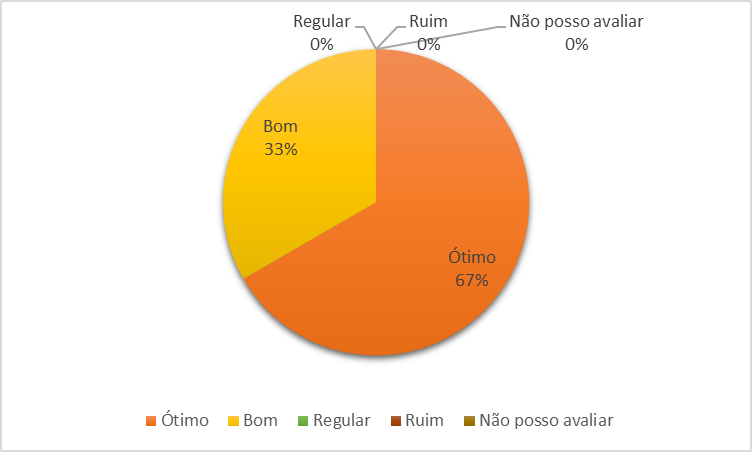 Regular
0%
Ruim
0%
Não posso avaliar
0%
Bom
33%
Ótimo
67%
Ótimo
Bom
Regular
Ruim
Não posso avaliar